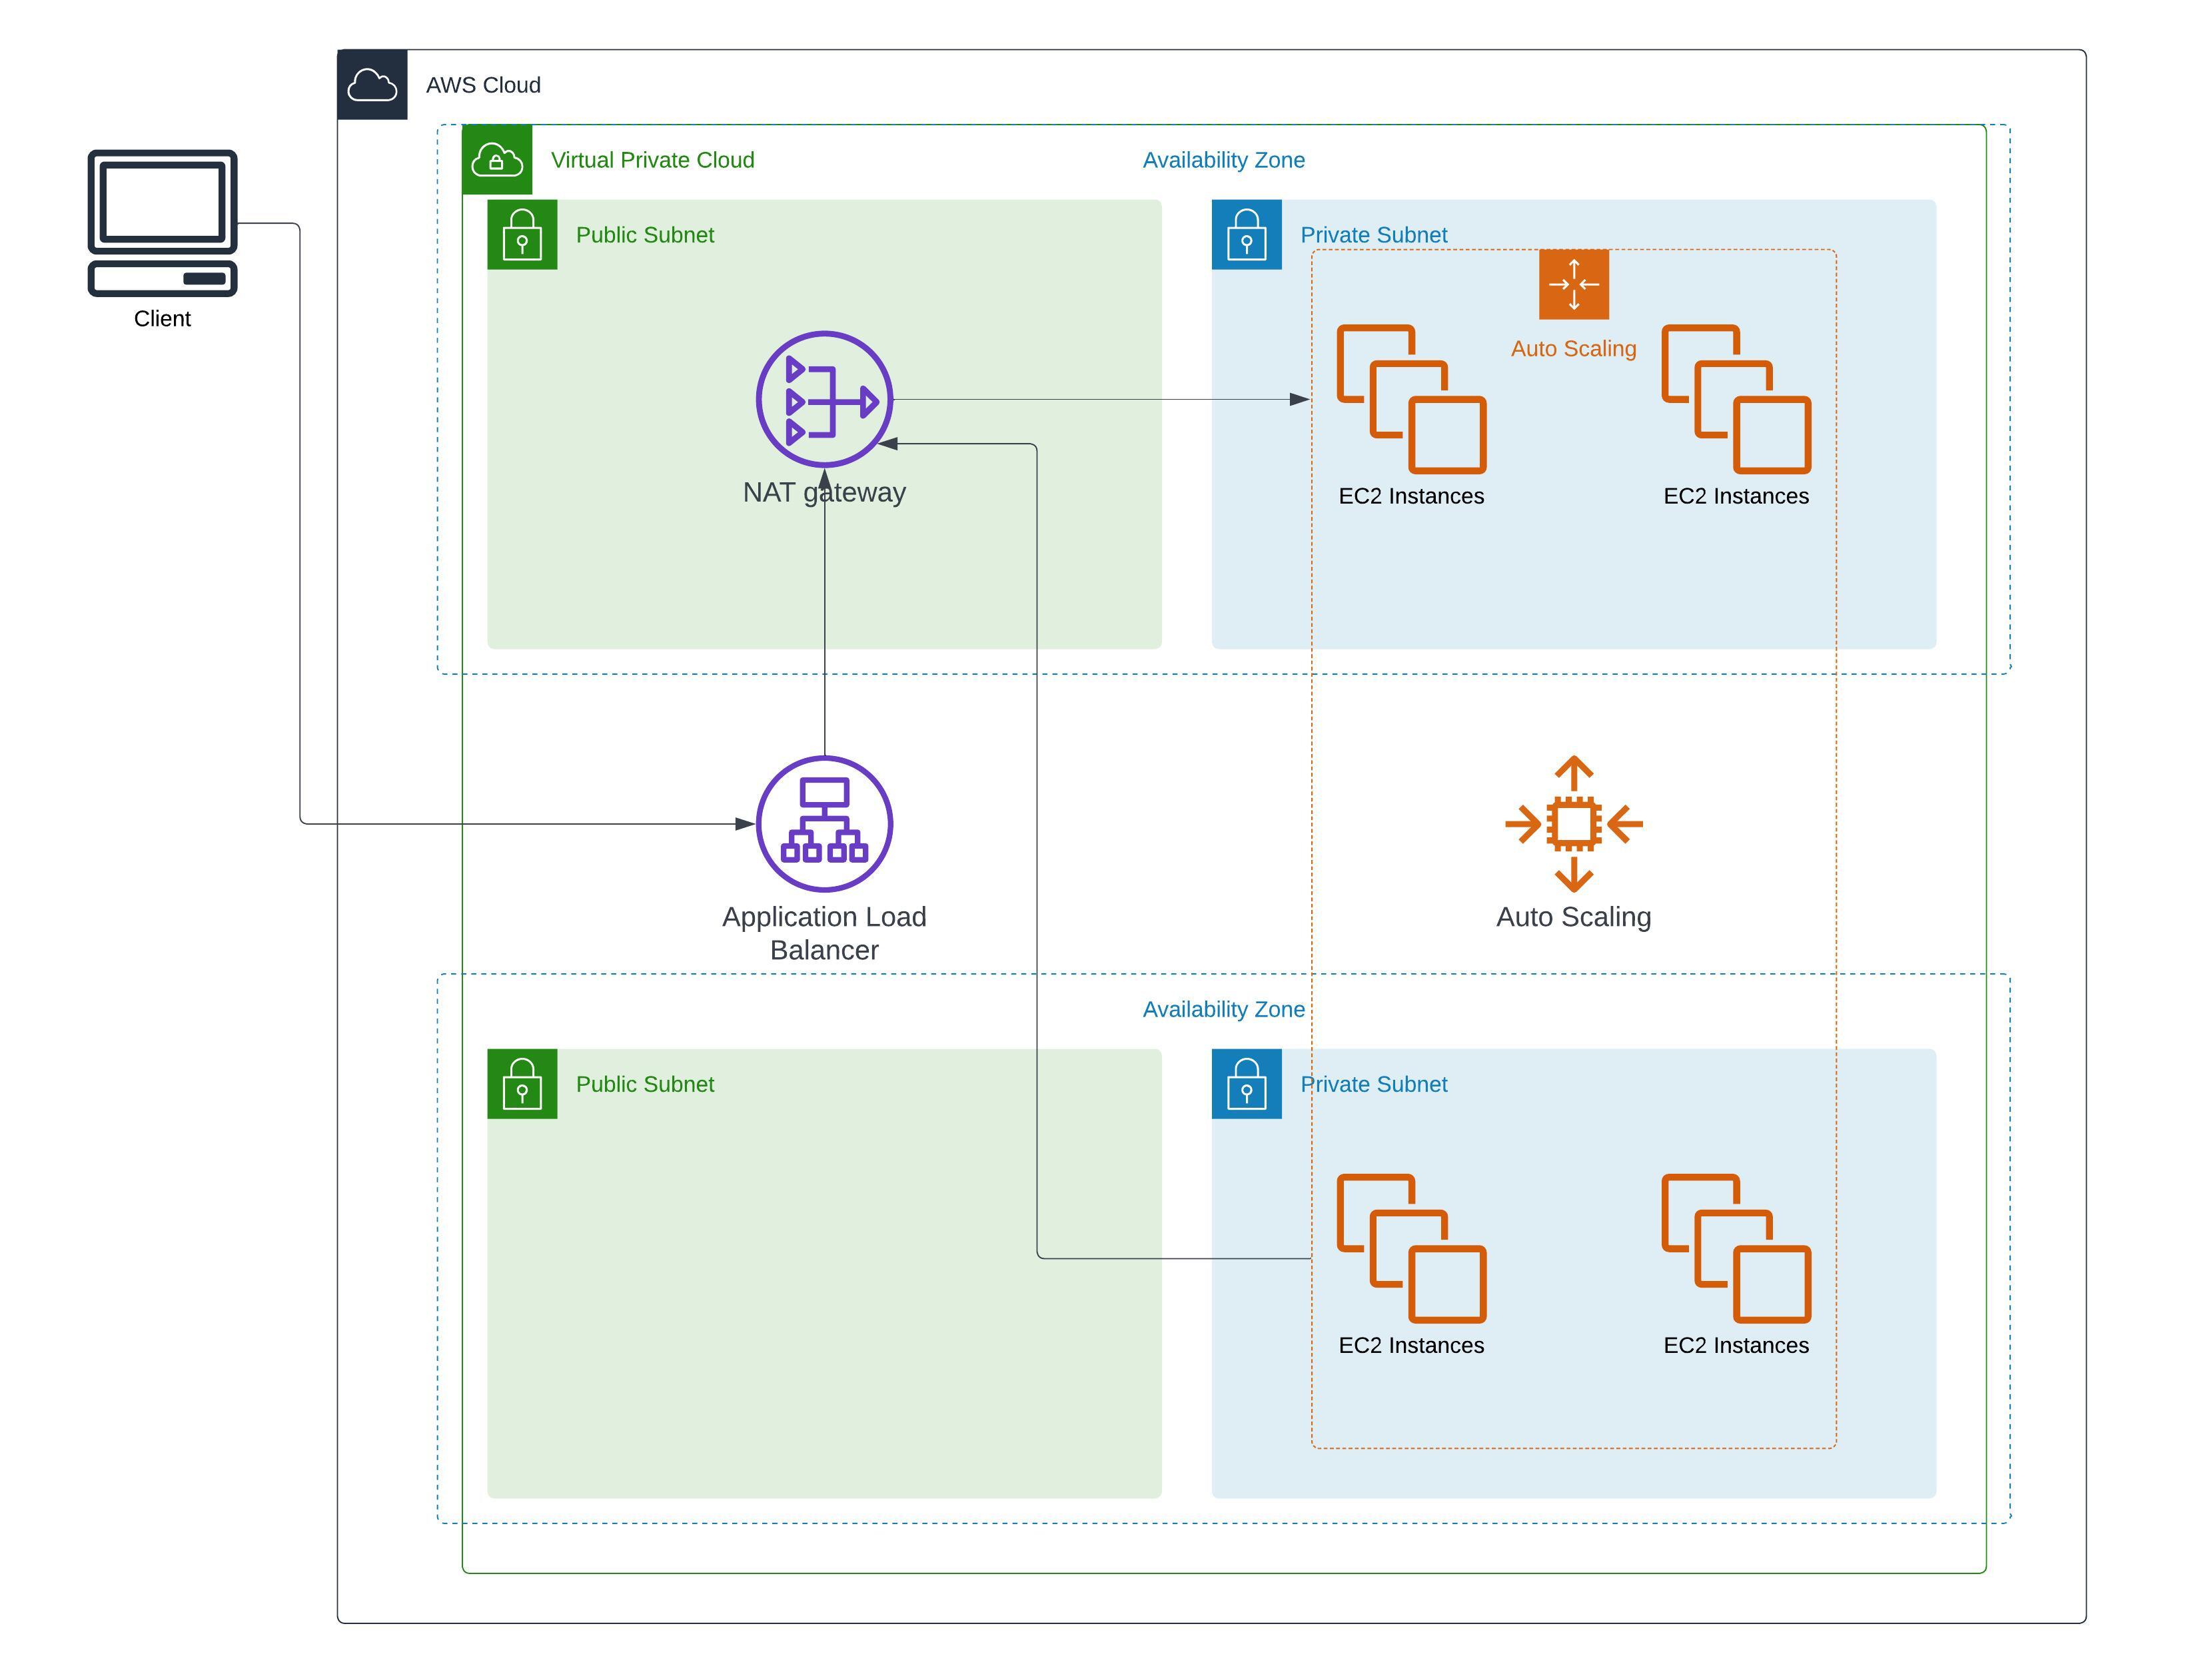 AWS Cloud
Virtual Private Cloud
Availability Zone
Public Subnet
Private Subnet
Client
Auto Scaling
NAT gateway
EC2 Instances
EC2 Instances
Application Load
Balancer
Auto Scaling
Availability Zone
Public Subnet
Private Subnet
EC2 Instances
EC2 Instances